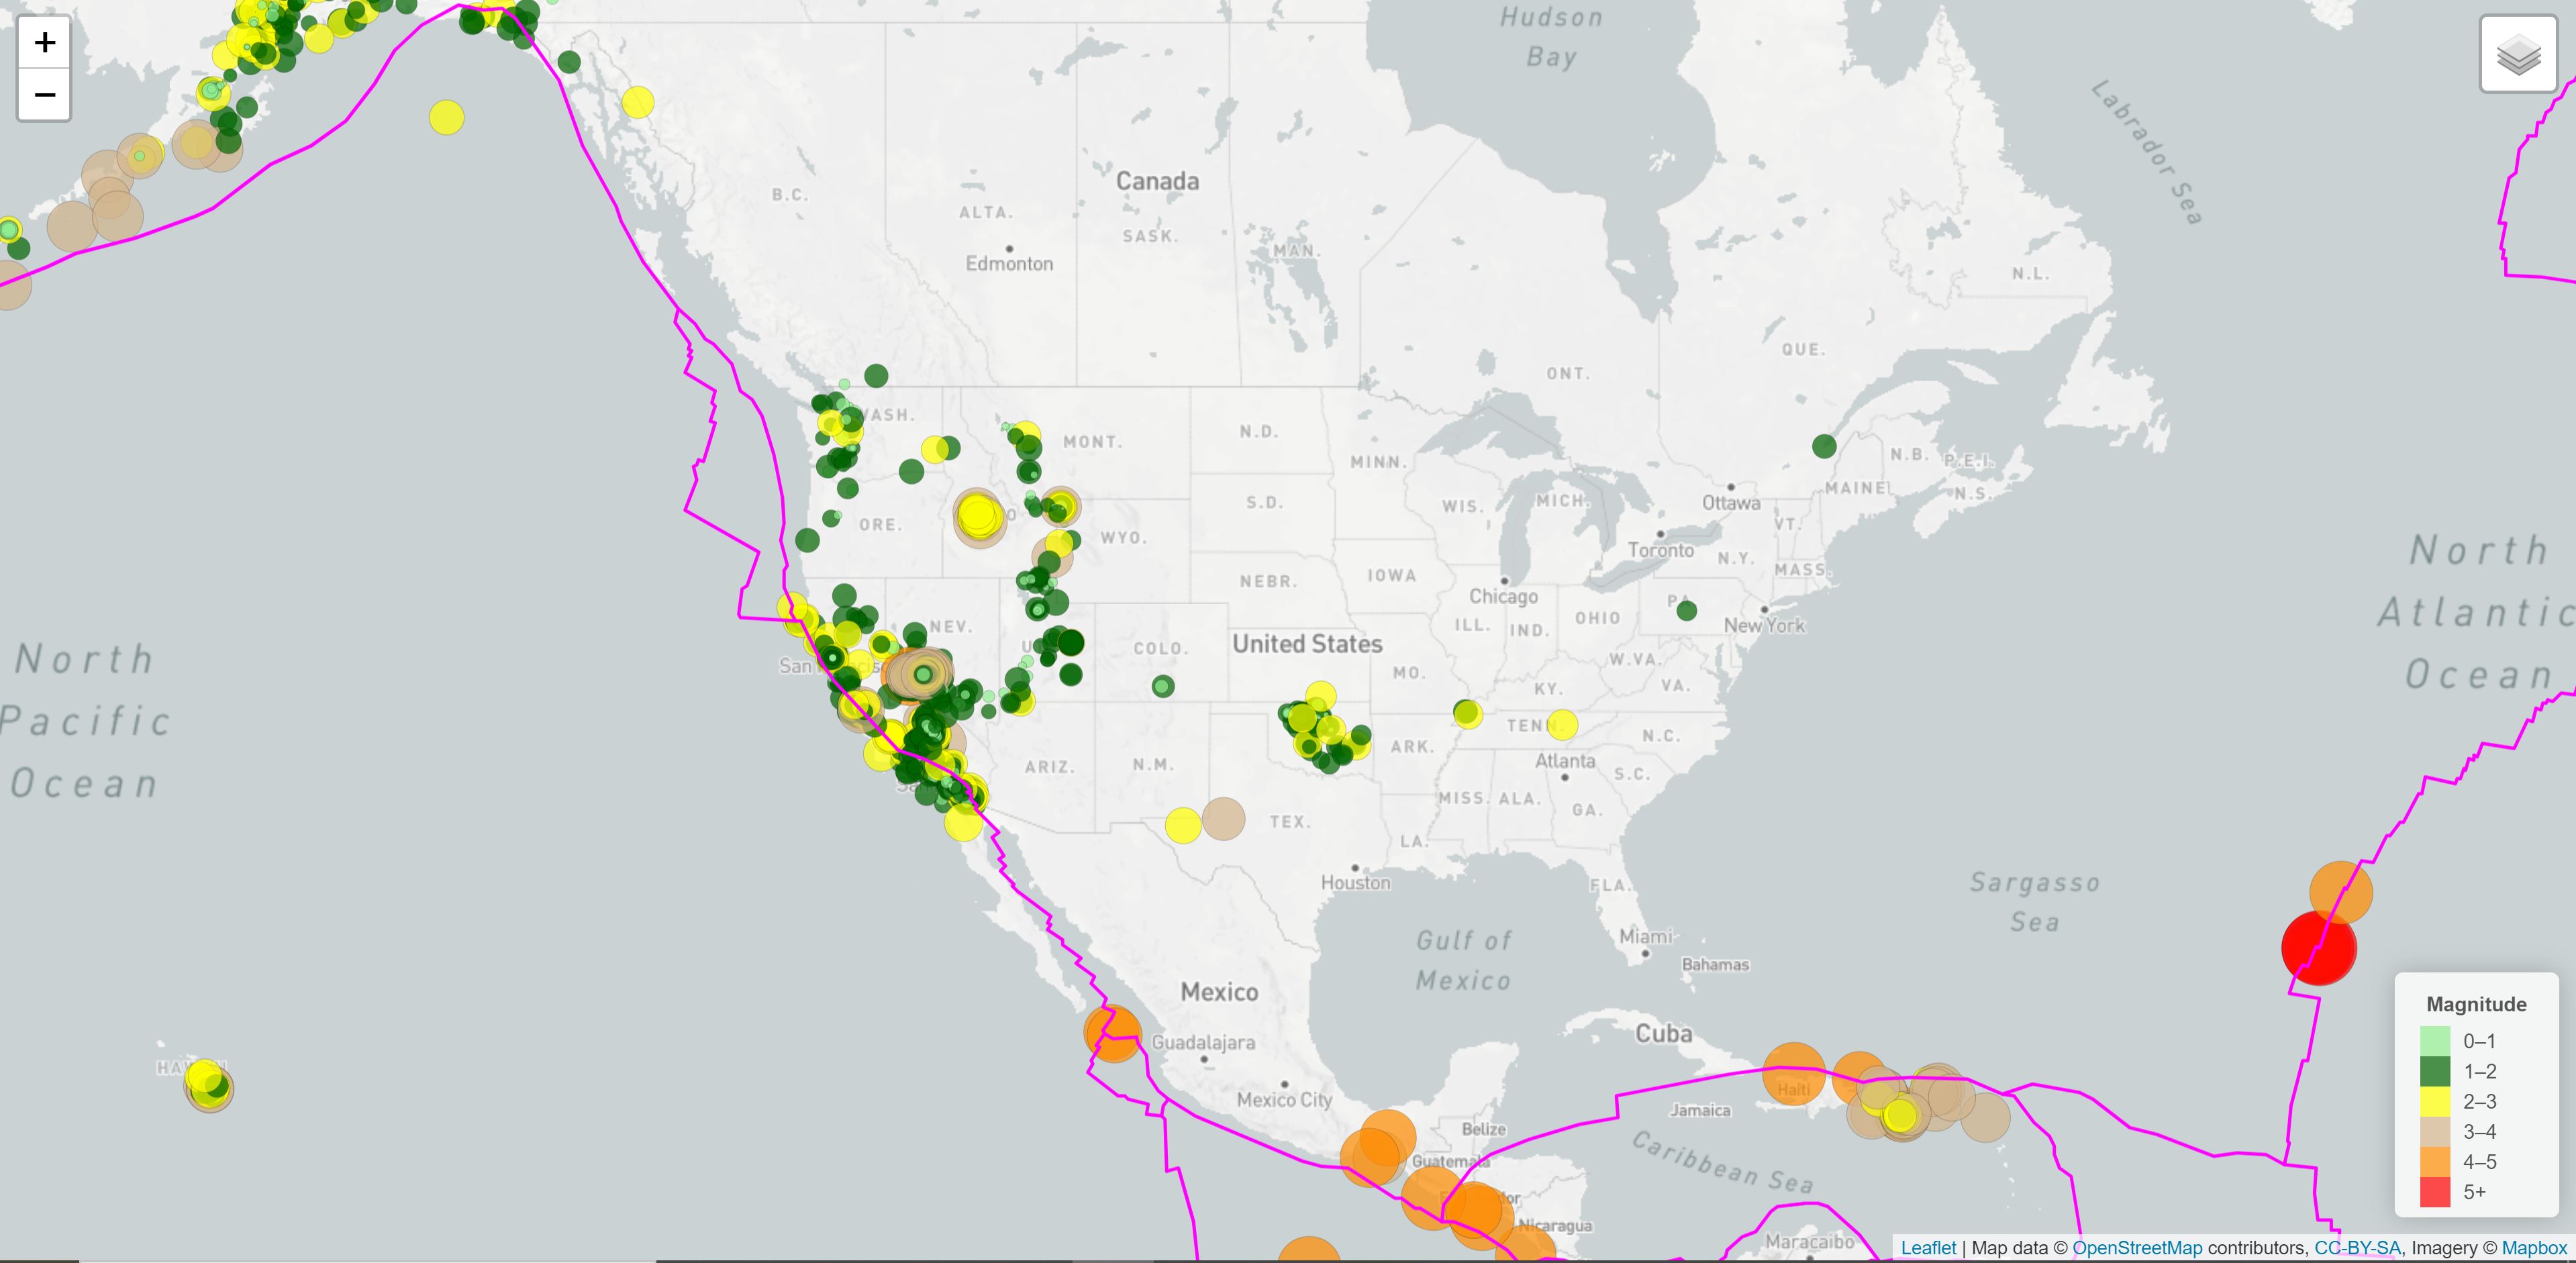 +
−
Hudson
Bay
Labrador Sea
Canada
B.C.
ALTA.
SASK.
MAN.
Edmonton
N.L.
QUE.
ONT.
WASH.
MONT.
N.D.
MINN.
N.B.
P.E.I.
MAINE
N.S.
Ottawa
ORE.
WYO.
S.D.
WIS.
MICH.
VT.
Toronto
N.Y.
MASS.
NEBR.
IOWA
Chicago
PA.
New York
North
Atlantic
Ocean
NEV.
COLO.
United States
ILL.
IND.
OHIO
W.VA.
North
Pacific
Ocean
San
MO.
KY.
VA.
TENN.
N.C.
ARIZ.
N.M.
ARK.
Atlanta
S.C.
MISS.
ALA.
GA.
TEX.
LA.
Houston
FLA.
Sargasso
Sea
Gulf of
Mexico
Miami
Bahamas
Mexico
Cuba
Guadalajara
Mexico City
Haiti
Jamaica
Belize
Guatemala
Caribbean Sea
Nicaragua
Maracaibo
Magnitude
0–1
1–2
2–3
3–4
4–5
5+
Leaflet | Map data © OpenStreetMap contributors, CC-BY-SA, Imagery © Mapbox